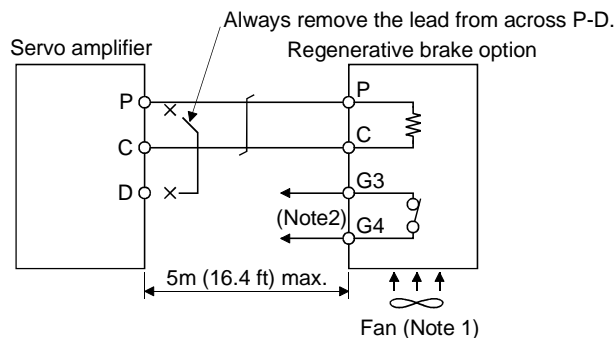 Always remove the lead from across P-D.
Servo amplifier
Regenerative brake option
P
P
C
C
D
G3
(Note2)
G4
5m (16.4 ft) max.
Fan (Note 1)